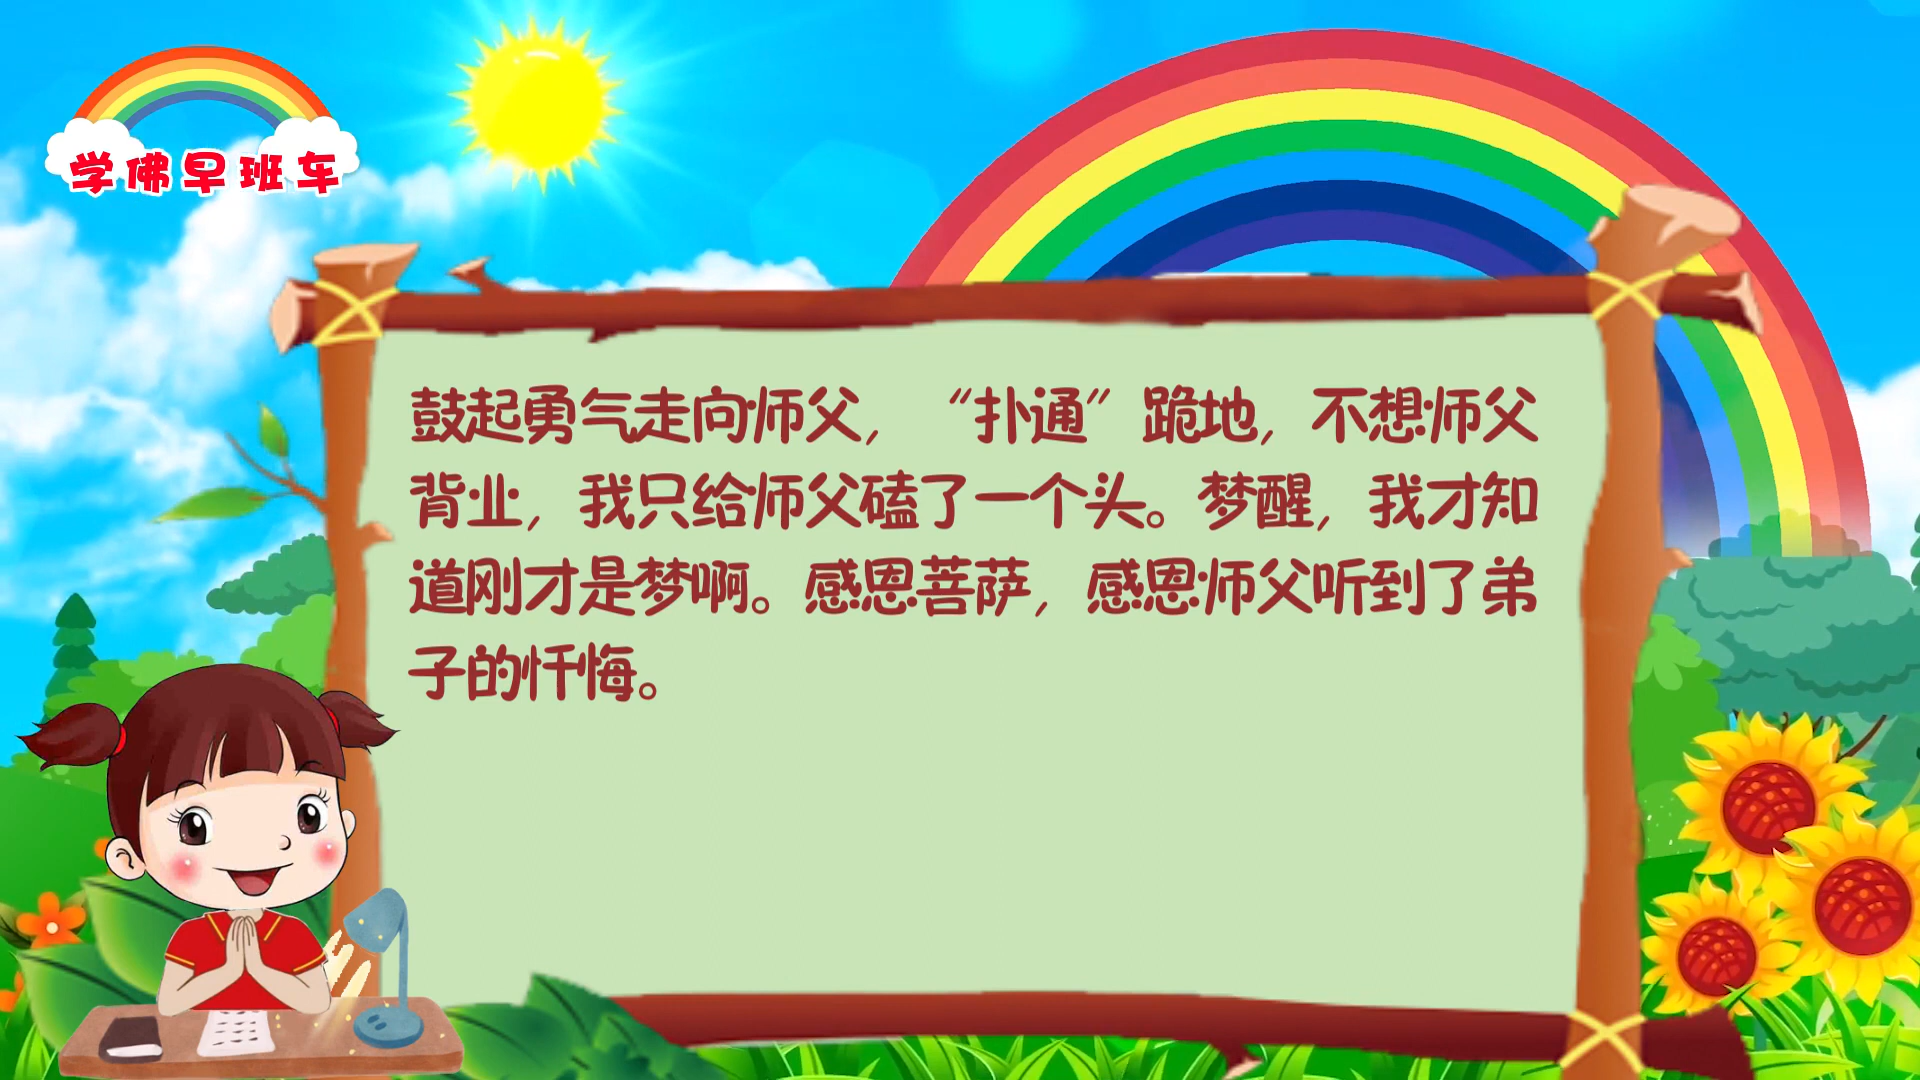 学佛早班车
鼓起勇气走向师父，“扑通”跪地，不想师父
背业，我只给师父磕了一个头。梦醒，我才知
道刚才是梦啊。感恩菩萨，感恩师父听到了弟
子的忏悔。